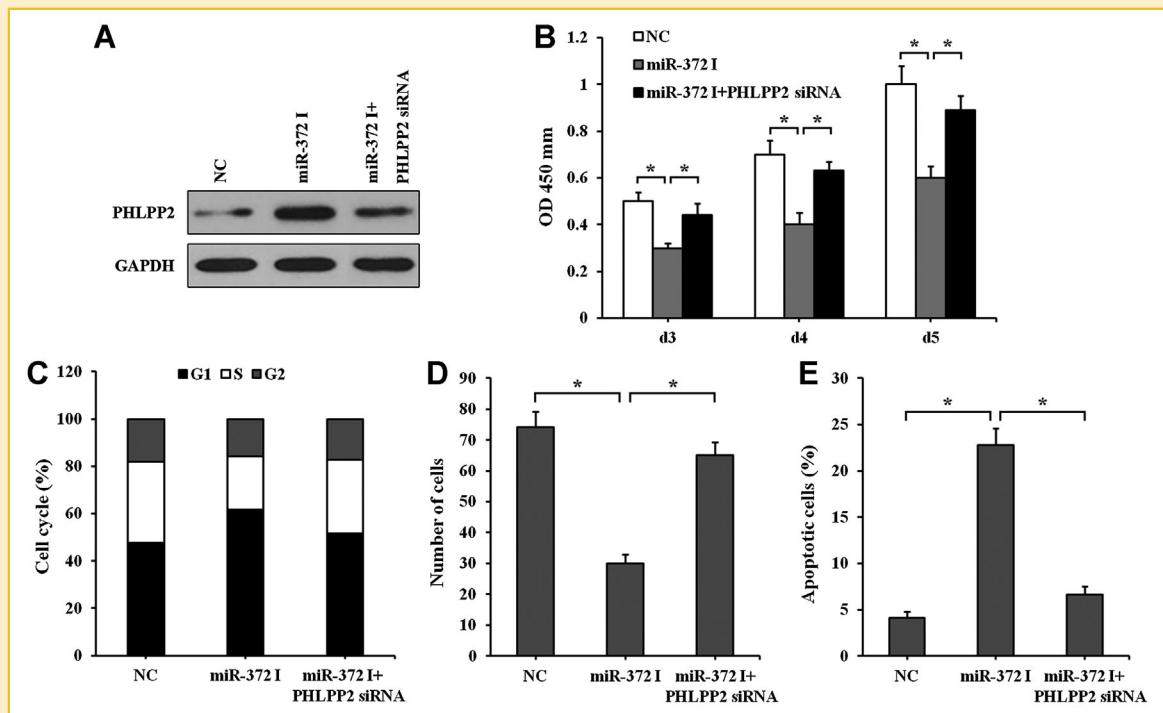 A
NC
miR-372 I
miR-372 I+
PHLPP2 siRNA
PHLPP2
GAPDH
B
NC
miR-372 I
miR-372 I+PHLPP2 siRNA
OD 450 mm
1.2
1
0.8
0.6
0.4
0.2
0
* *
* *
* *
d3 d4 d5
C
G1 S G2
Cell cycle (%)
120
100
80
60
40
20
0
NC miR-372 I miR-372 I+
PHLPP2 siRNA
D
Number of cells
90
80
70
60
50
40
30
20
10
0
* *
NC miR-372 I miR-372 I+
PHLPP2 siRNA
E
Apoptotic cells (%)
30
25
20
15
10
5
0
* *
NC miR-372 I miR-372 I+
PHLPP2 siRNA